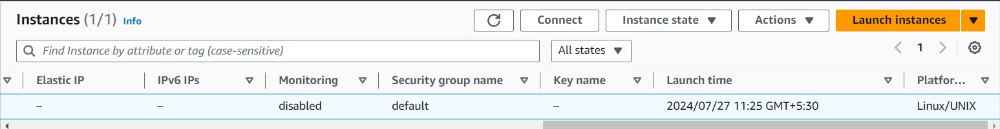 Instances (1/1) Info Connect Instance state Actions Launch instances
Find Instance by attribute or tag (case-sensitive) All states 1
Elastic IP IPv6 IPs Monitoring Security group name Key name Launch time Platfor...
– – disabled default – 2024/07/27 11:25 GMT+5:30 Linux/UNIX